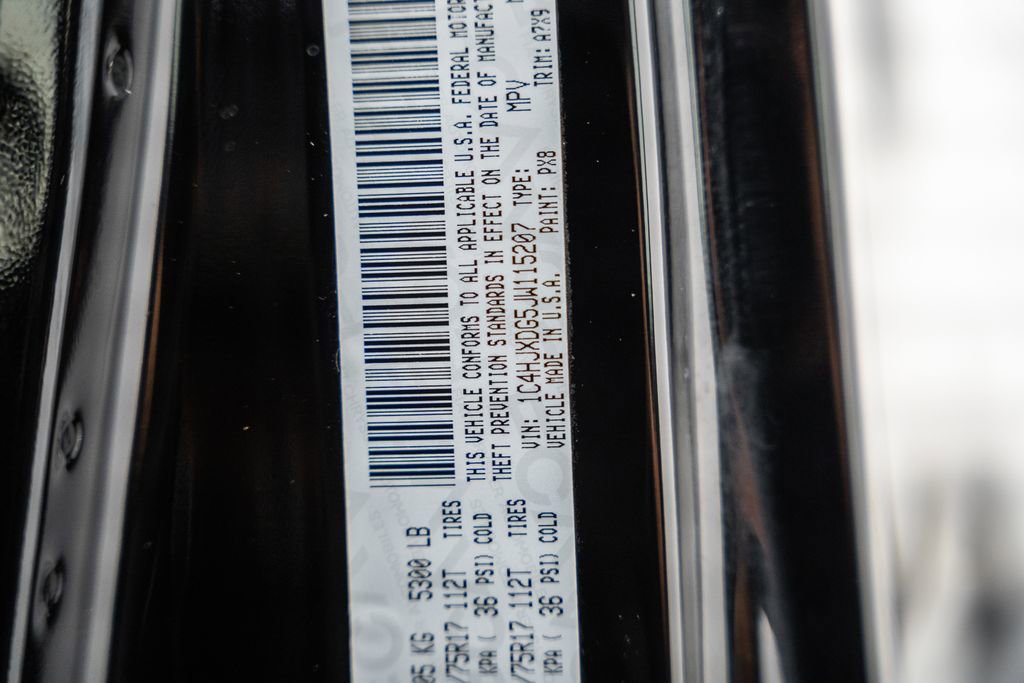 05 KG 5300 LB
/75R17 112T TIRES
KPA ( 36 PSI) COLD
/75R17 112T TIRES
KPA ( 36 PSI) COLD
THIS VEHICLE CONFORMS TO ALL APPLICABLE U.S.A. FEDERAL MOTOR
THEFT PREVENTION STANDARDS IN EFFECT ON THE DATE OF MANUFACT
VIN: 1C4HJXDG5JW115207 TYPE: MPV
VEHICLE MADE IN U.S.A. PAINT: PX8 TRIM: A7X9